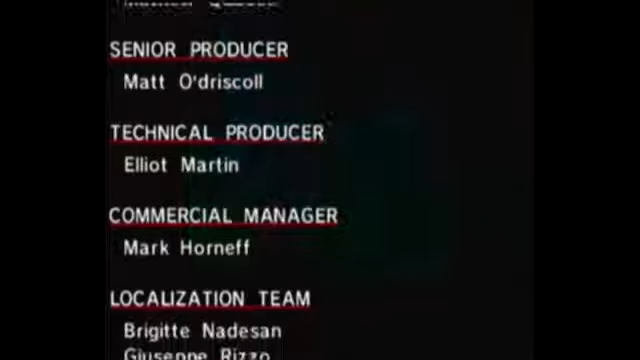 SENIOR PRODUCER
Matt O'driscoll
TECHNICAL PRODUCER
Elliot Martin
COMMERCIAL MANAGER
Mark Horneff
LOCALIZATION TEAM
Brigitte Nadesan
Giuseppe Rizzo